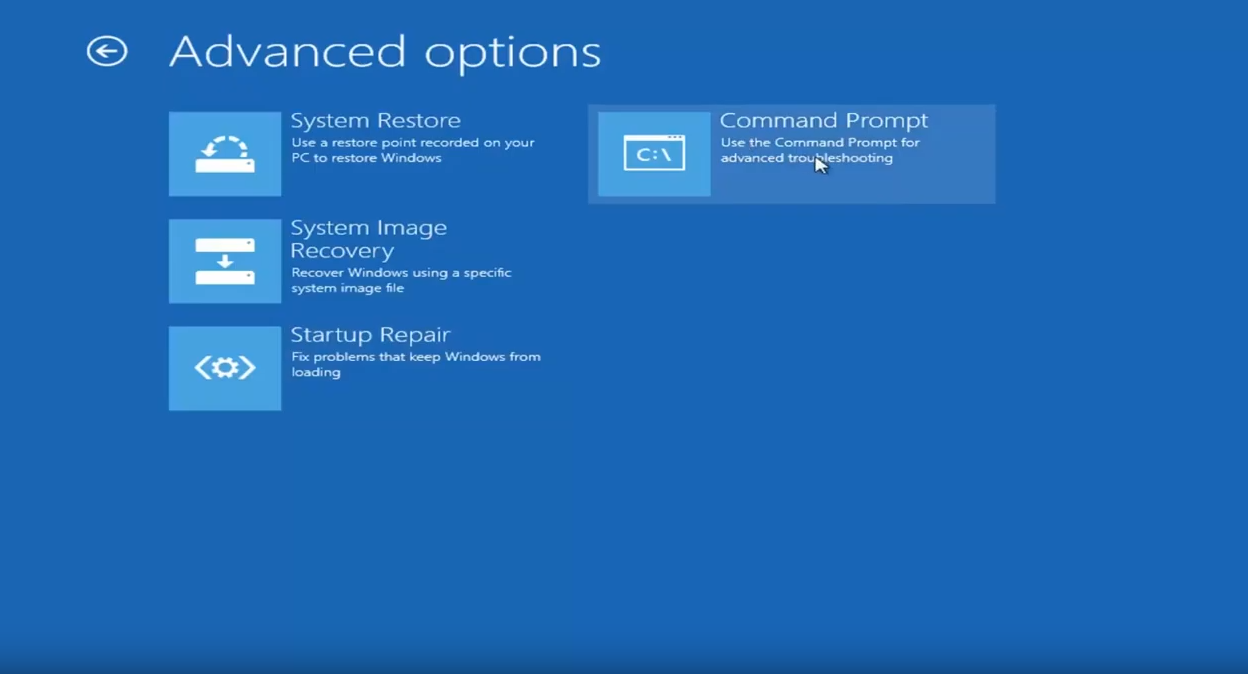 Advanced options
System Restore
Use a restore point recorded on your
PC to restore Windows
System Image
Recovery
Recover Windows using a specific
system image file
Startup Repair
Fix problems that keep Windows from
loading
C:\
Command Prompt
Use the Command Prompt for
advanced troubleshooting